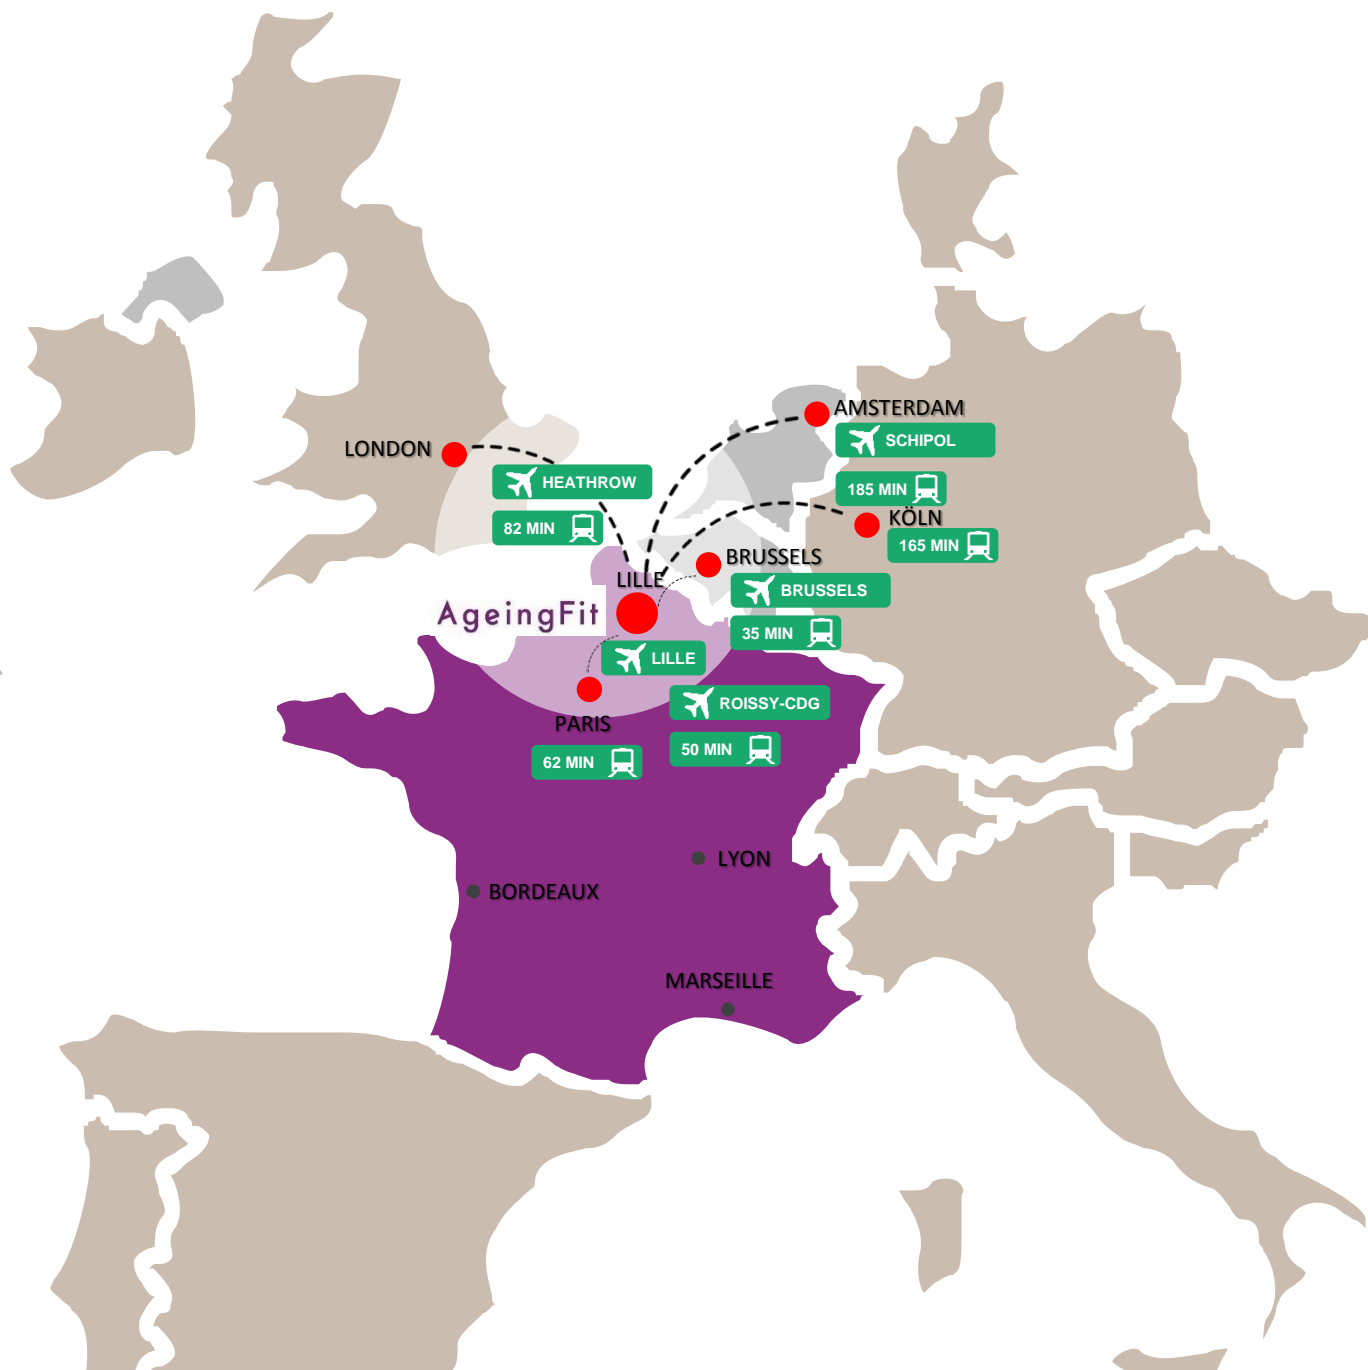 AMSTERDAM
SCHIPOL
185 MIN
LONDON
HEATHROW
82 MIN
KÖLN
165 MIN
BRUSSELS
BRUSSELS
35 MIN
LILLE
AgeingFit
LILLE
ROISSY-CDG
50 MIN
PARIS
62 MIN
LYON
BORDEAUX
MARSEILLE